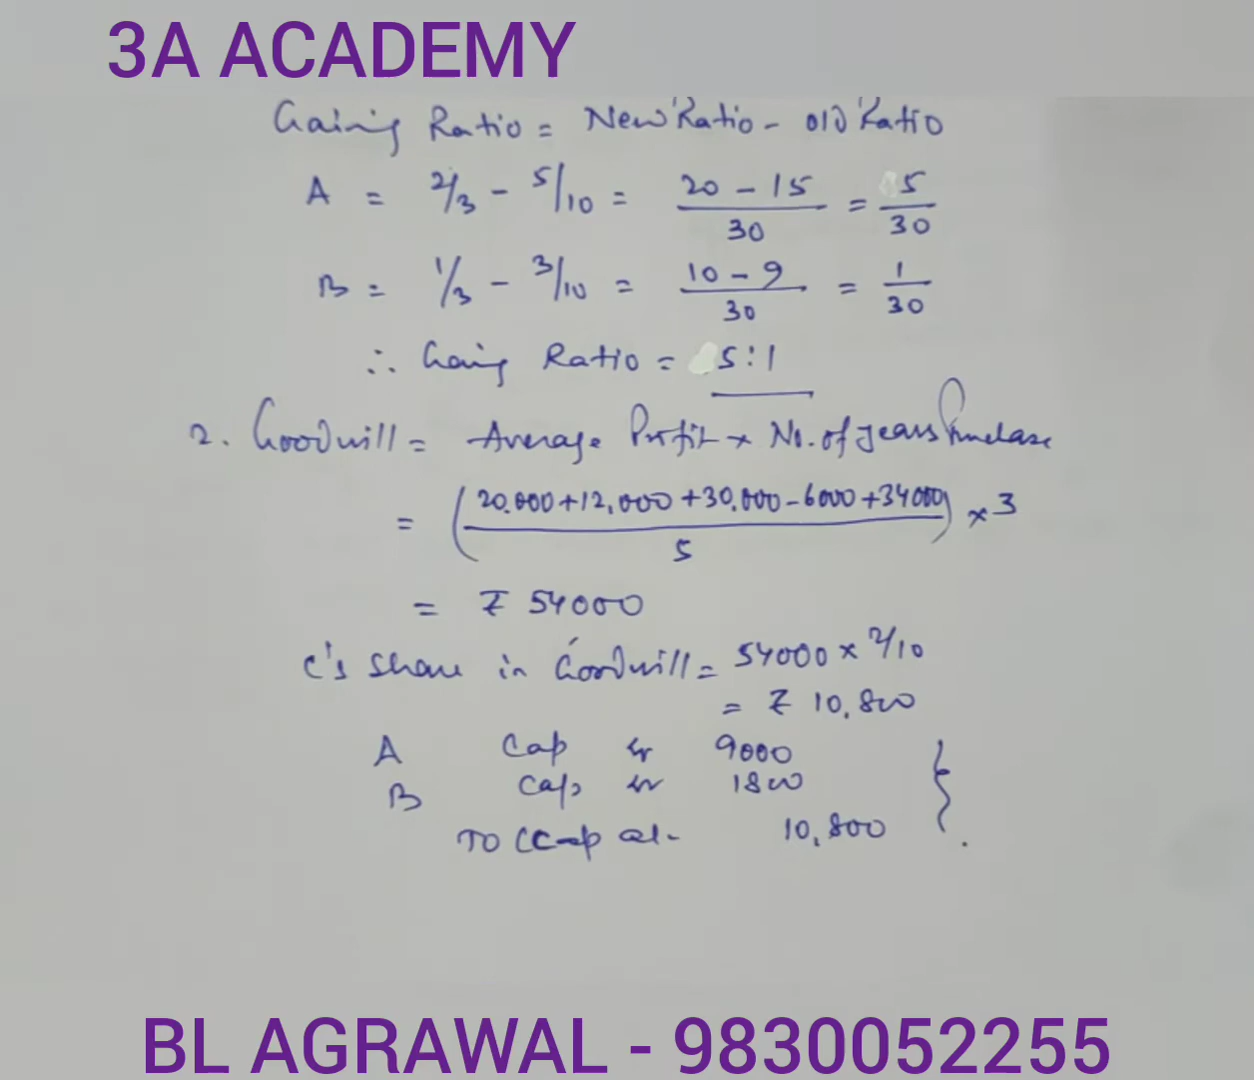 3A ACADEMY
Gaining Ratio = New Ratio - old Ratio
A = 2/3 - 5/10 = 20 - 15 / 30 = 5/30
B = 1/3 - 3/10 = 10 - 9 / 30 = 1/30
∴ Gaing Ratio = 5:1
2. Goodwill = Average Profit x No. of years Purchase
= (20,000 + 12,000 + 30,000 - 6000 + 34000 / 5) x 3
= ₹ 54000
C's Share in Goodwill = 54000 x 2/10
= ₹ 10,800
A Cap Dr 9000
B Cap Dr 1800
TO C Cap al- 10,800
BL AGRAWAL - 9830052255